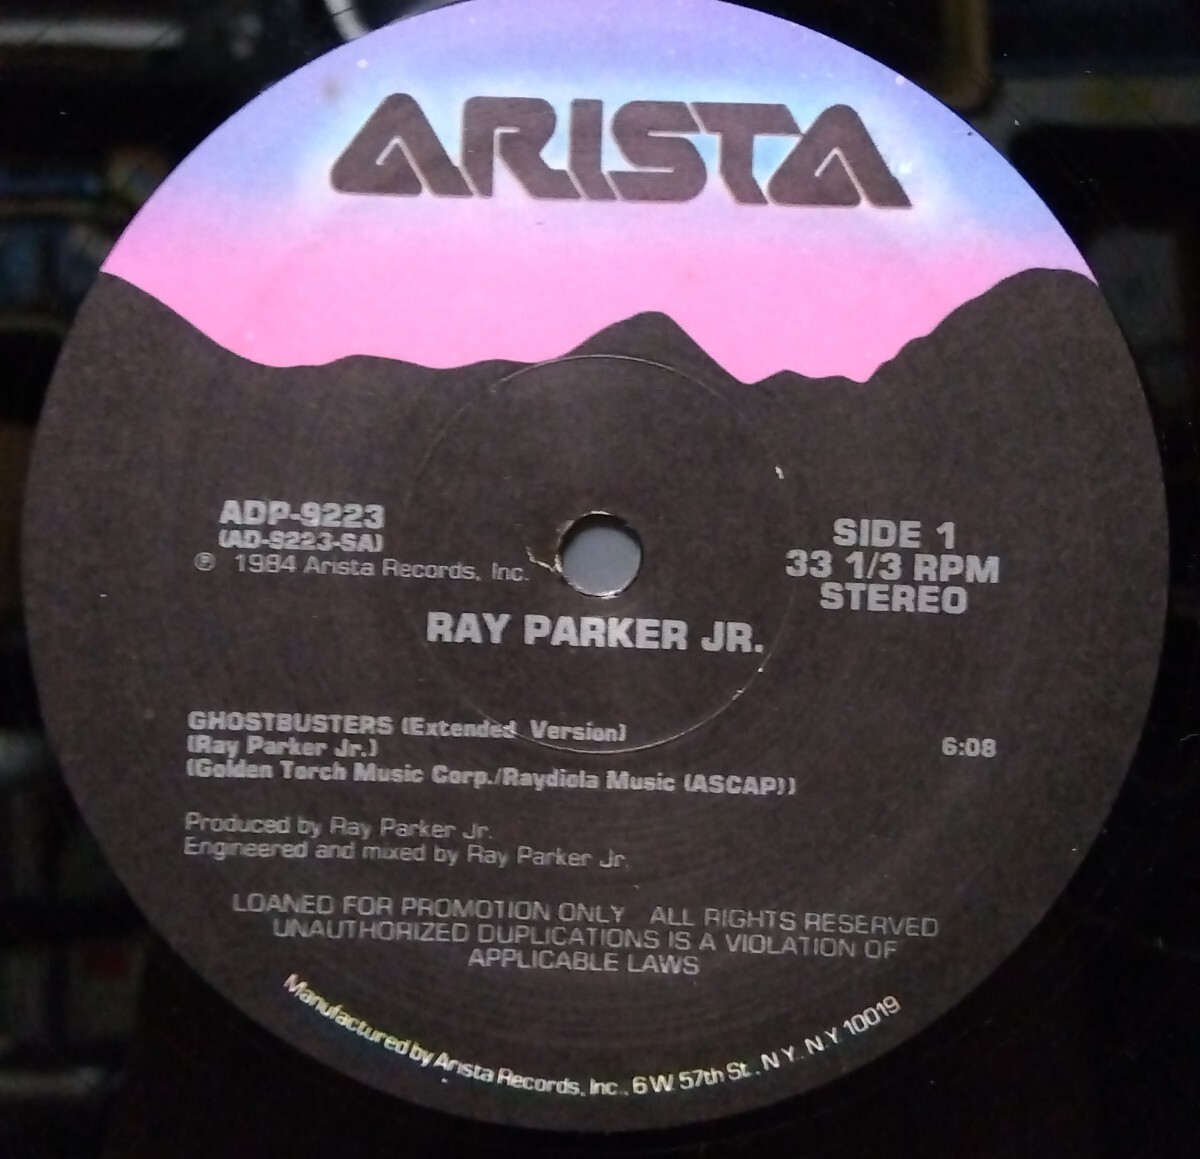 ARISTA
ADP-9223
(AD-9223-SA)
℗ 1984 Arista Records, Inc.
SIDE 1
33 1/3 RPM
STEREO
RAY PARKER JR.
GHOSTBUSTERS (Extended Version)
(Ray Parker Jr.)
6:08
(Golden Torch Music Corp./Raydiola Music (ASCAP))
Produced by Ray Parker Jr.
Engineered and mixed by Ray Parker Jr.
LOANED FOR PROMOTION ONLY ALL RIGHTS RESERVED
UNAUTHORIZED DUPLICATIONS IS A VIOLATION OF
APPLICABLE LAWS
Manufactured by Arista Records, Inc., 6 W. 57th St., N.Y., N.Y. 10019